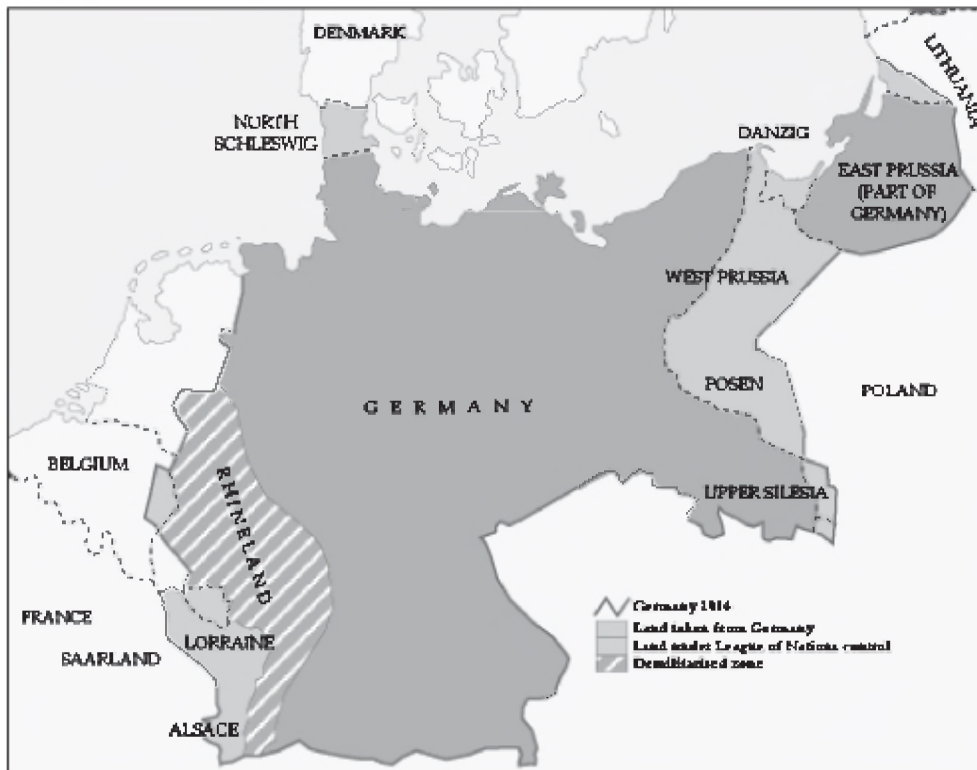 DENMARK
LITHUANIA
NORTH
SCHLESWIG
DANZIG
EAST PRUSSIA
(PART OF
GERMANY)
WEST PRUSSIA
POSEN
POLAND
GERMANY
BELGIUM
RHINELAND
UPPER SILESIA
FRANCE
LORRAINE
SAARLAND
ALSACE
Germany 1914
Land taken from Germany
Land under League of Nations control
Demilitarised zone